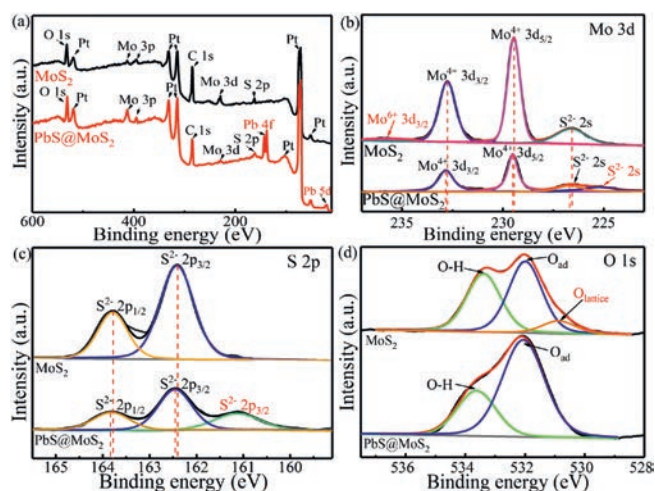 (a)
O 1s
Pt
Mo 3p
Pt
C 1s
Mo 3d
S 2p
Pt
MoS2
O 1s
Pt
Mo 3p
Pt
C 1s
Mo 3d
S 2p
Pb 4f
Pt
Pb 5d
PbS@MoS2
Intensity (a.u.)
600 400 200
Binding energy (eV)
(b) Mo 3d
Mo4+ 3d5/2
Mo4+ 3d3/2
Mo6+ 3d3/2
S2- 2s
MoS2
Mo4+ 3d3/2
Mo4+ 3d5/2
S2- 2s
S2- 2s
PbS@MoS2
Intensity (a.u.)
235 230 225
Binding energy (eV)
(c) S 2p
S2- 2p3/2
S2- 2p1/2
MoS2
S2- 2p1/2
S2- 2p3/2
S2- 2p3/2
PbS@MoS2
Intensity (a.u.)
165 164 163 162 161 160
Binding energy (eV)
(d) O 1s
O-H
Oad
Olattice
MoS2
O-H
Oad
PbS@MoS2
Intensity (a.u.)
536 534 532 530 528
Binding energy (eV)